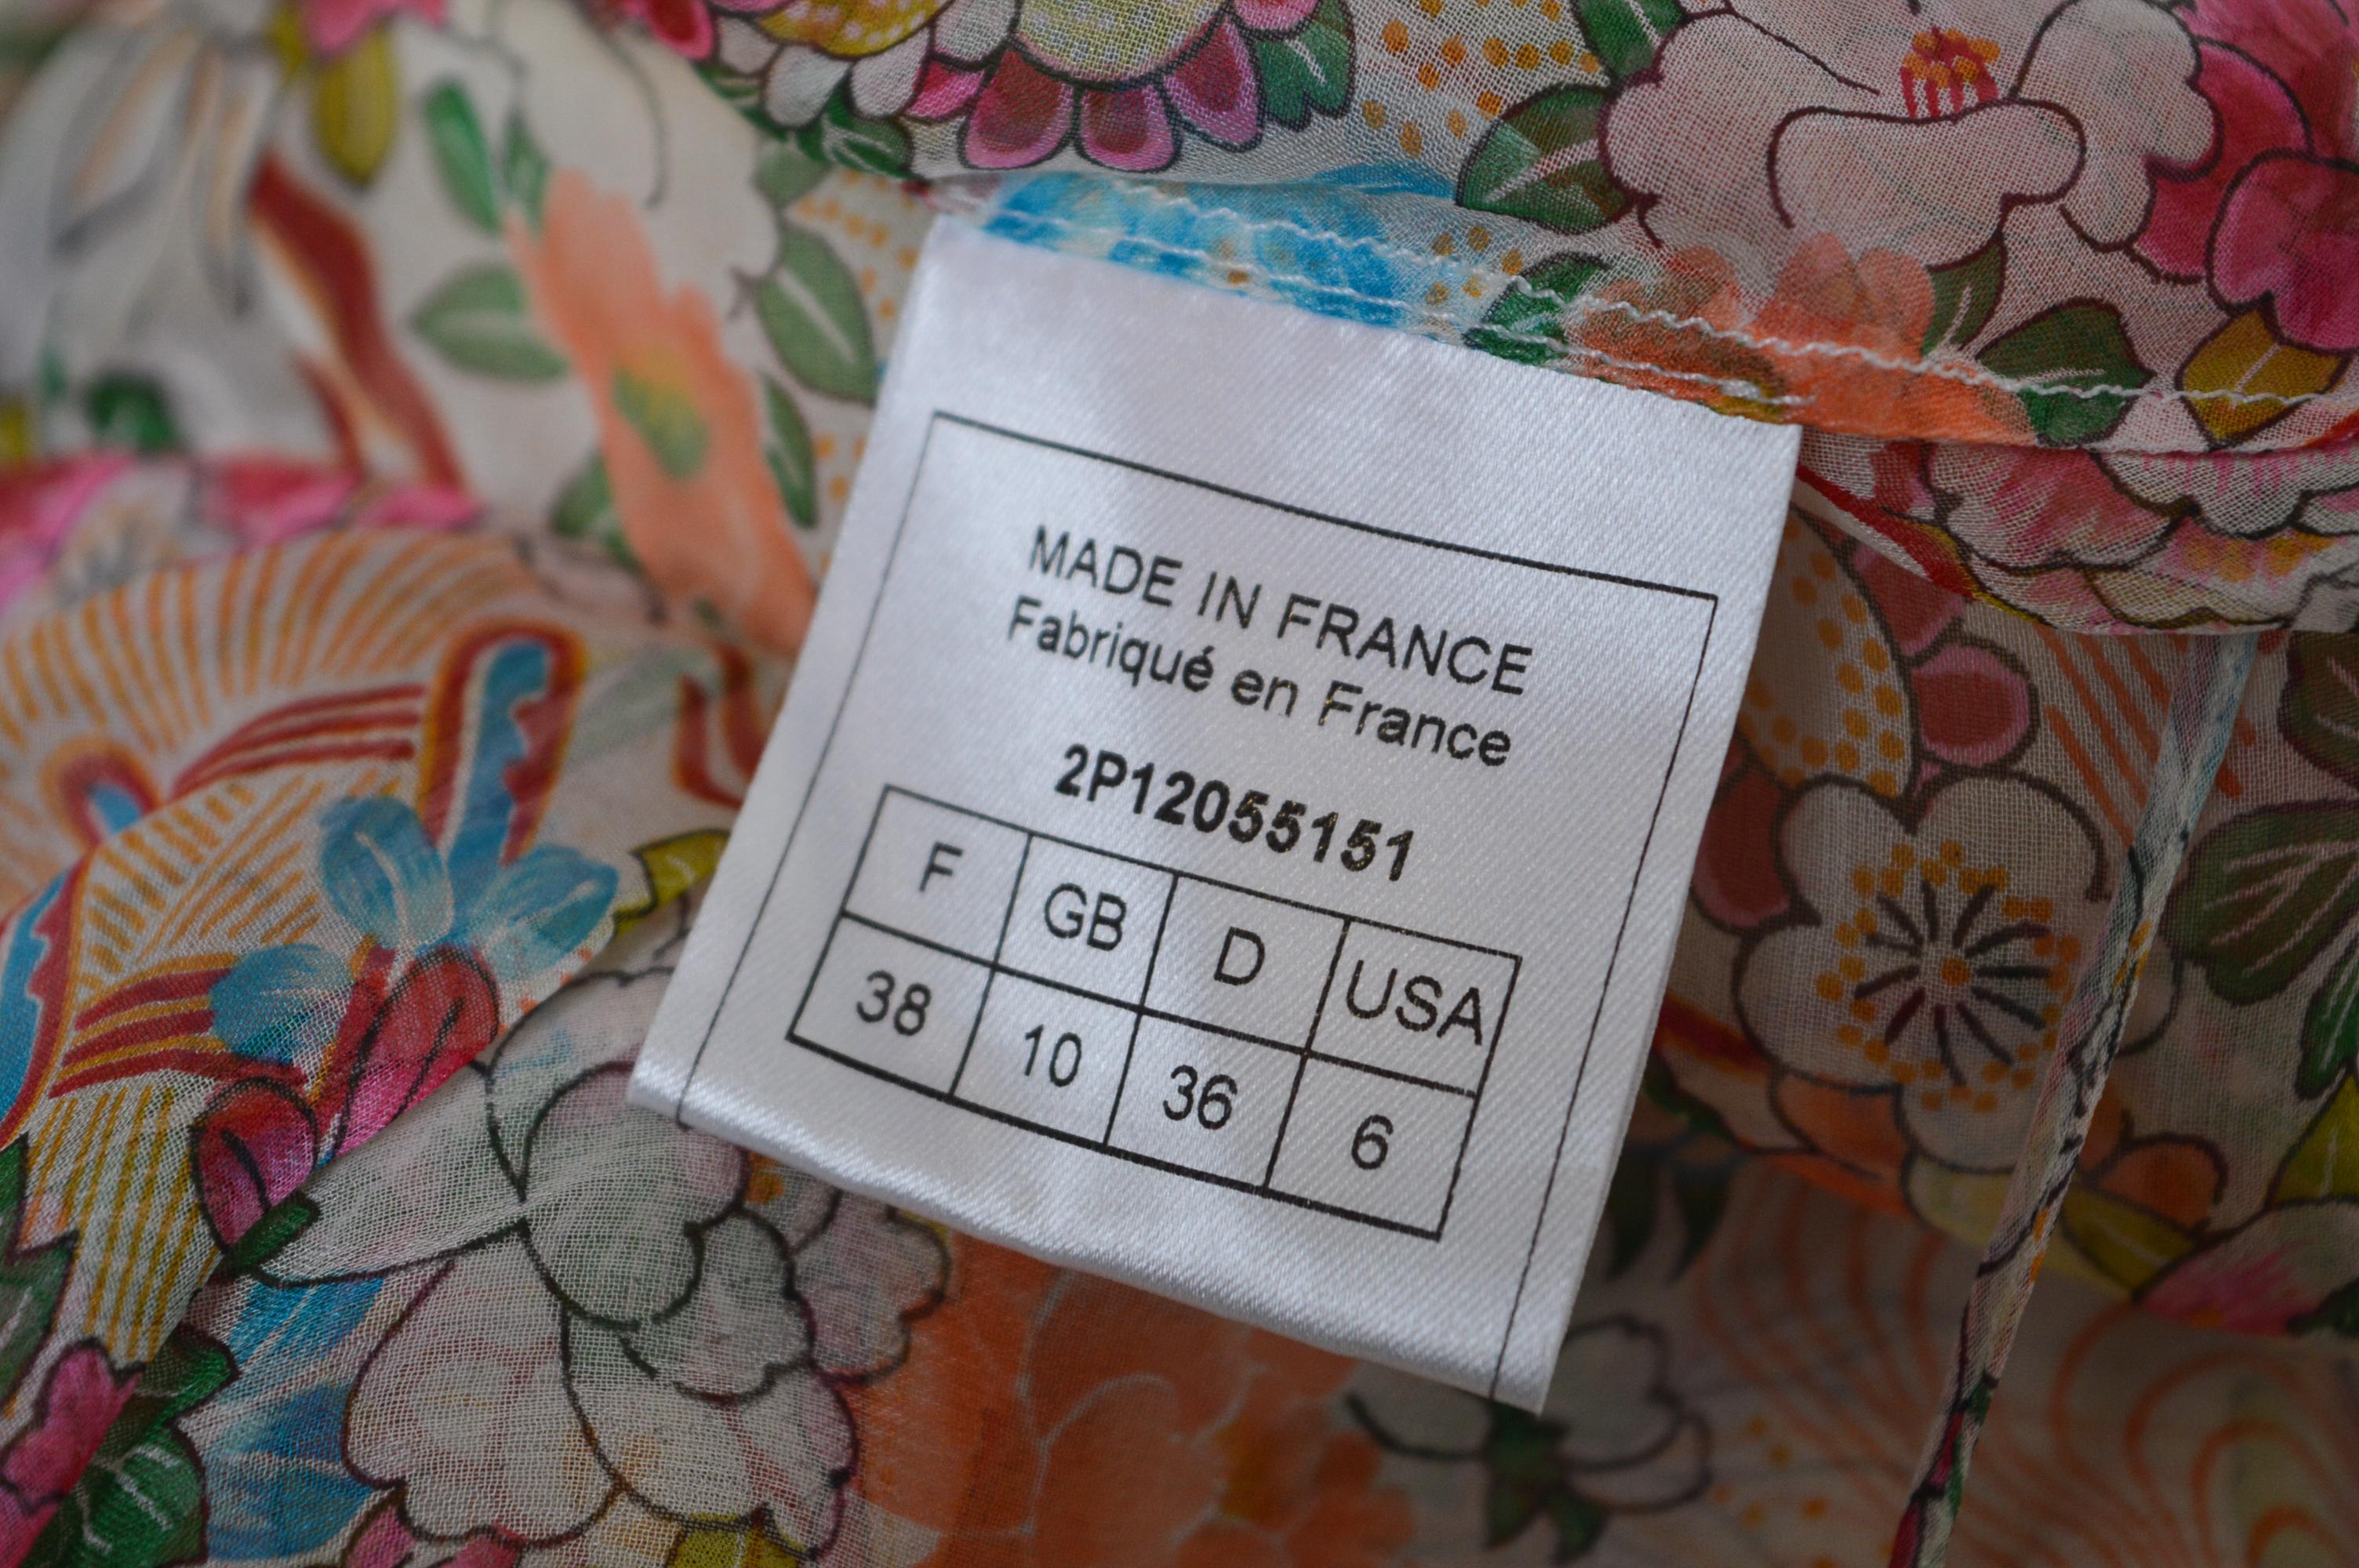 MADE IN FRANCE
Fabriqué en France
2P12055151
F GB D USA
38 10 36 6